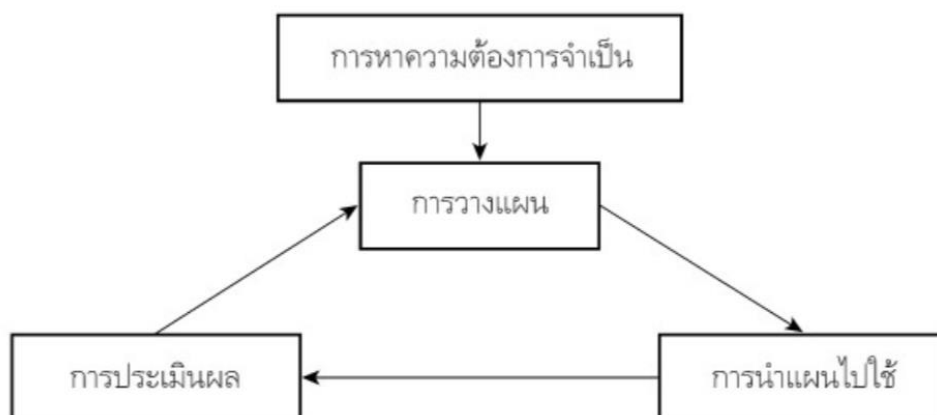 การหาความต้องการจำเป็น
การวางแผน
การประเมินผล
การนำแผนไปใช้